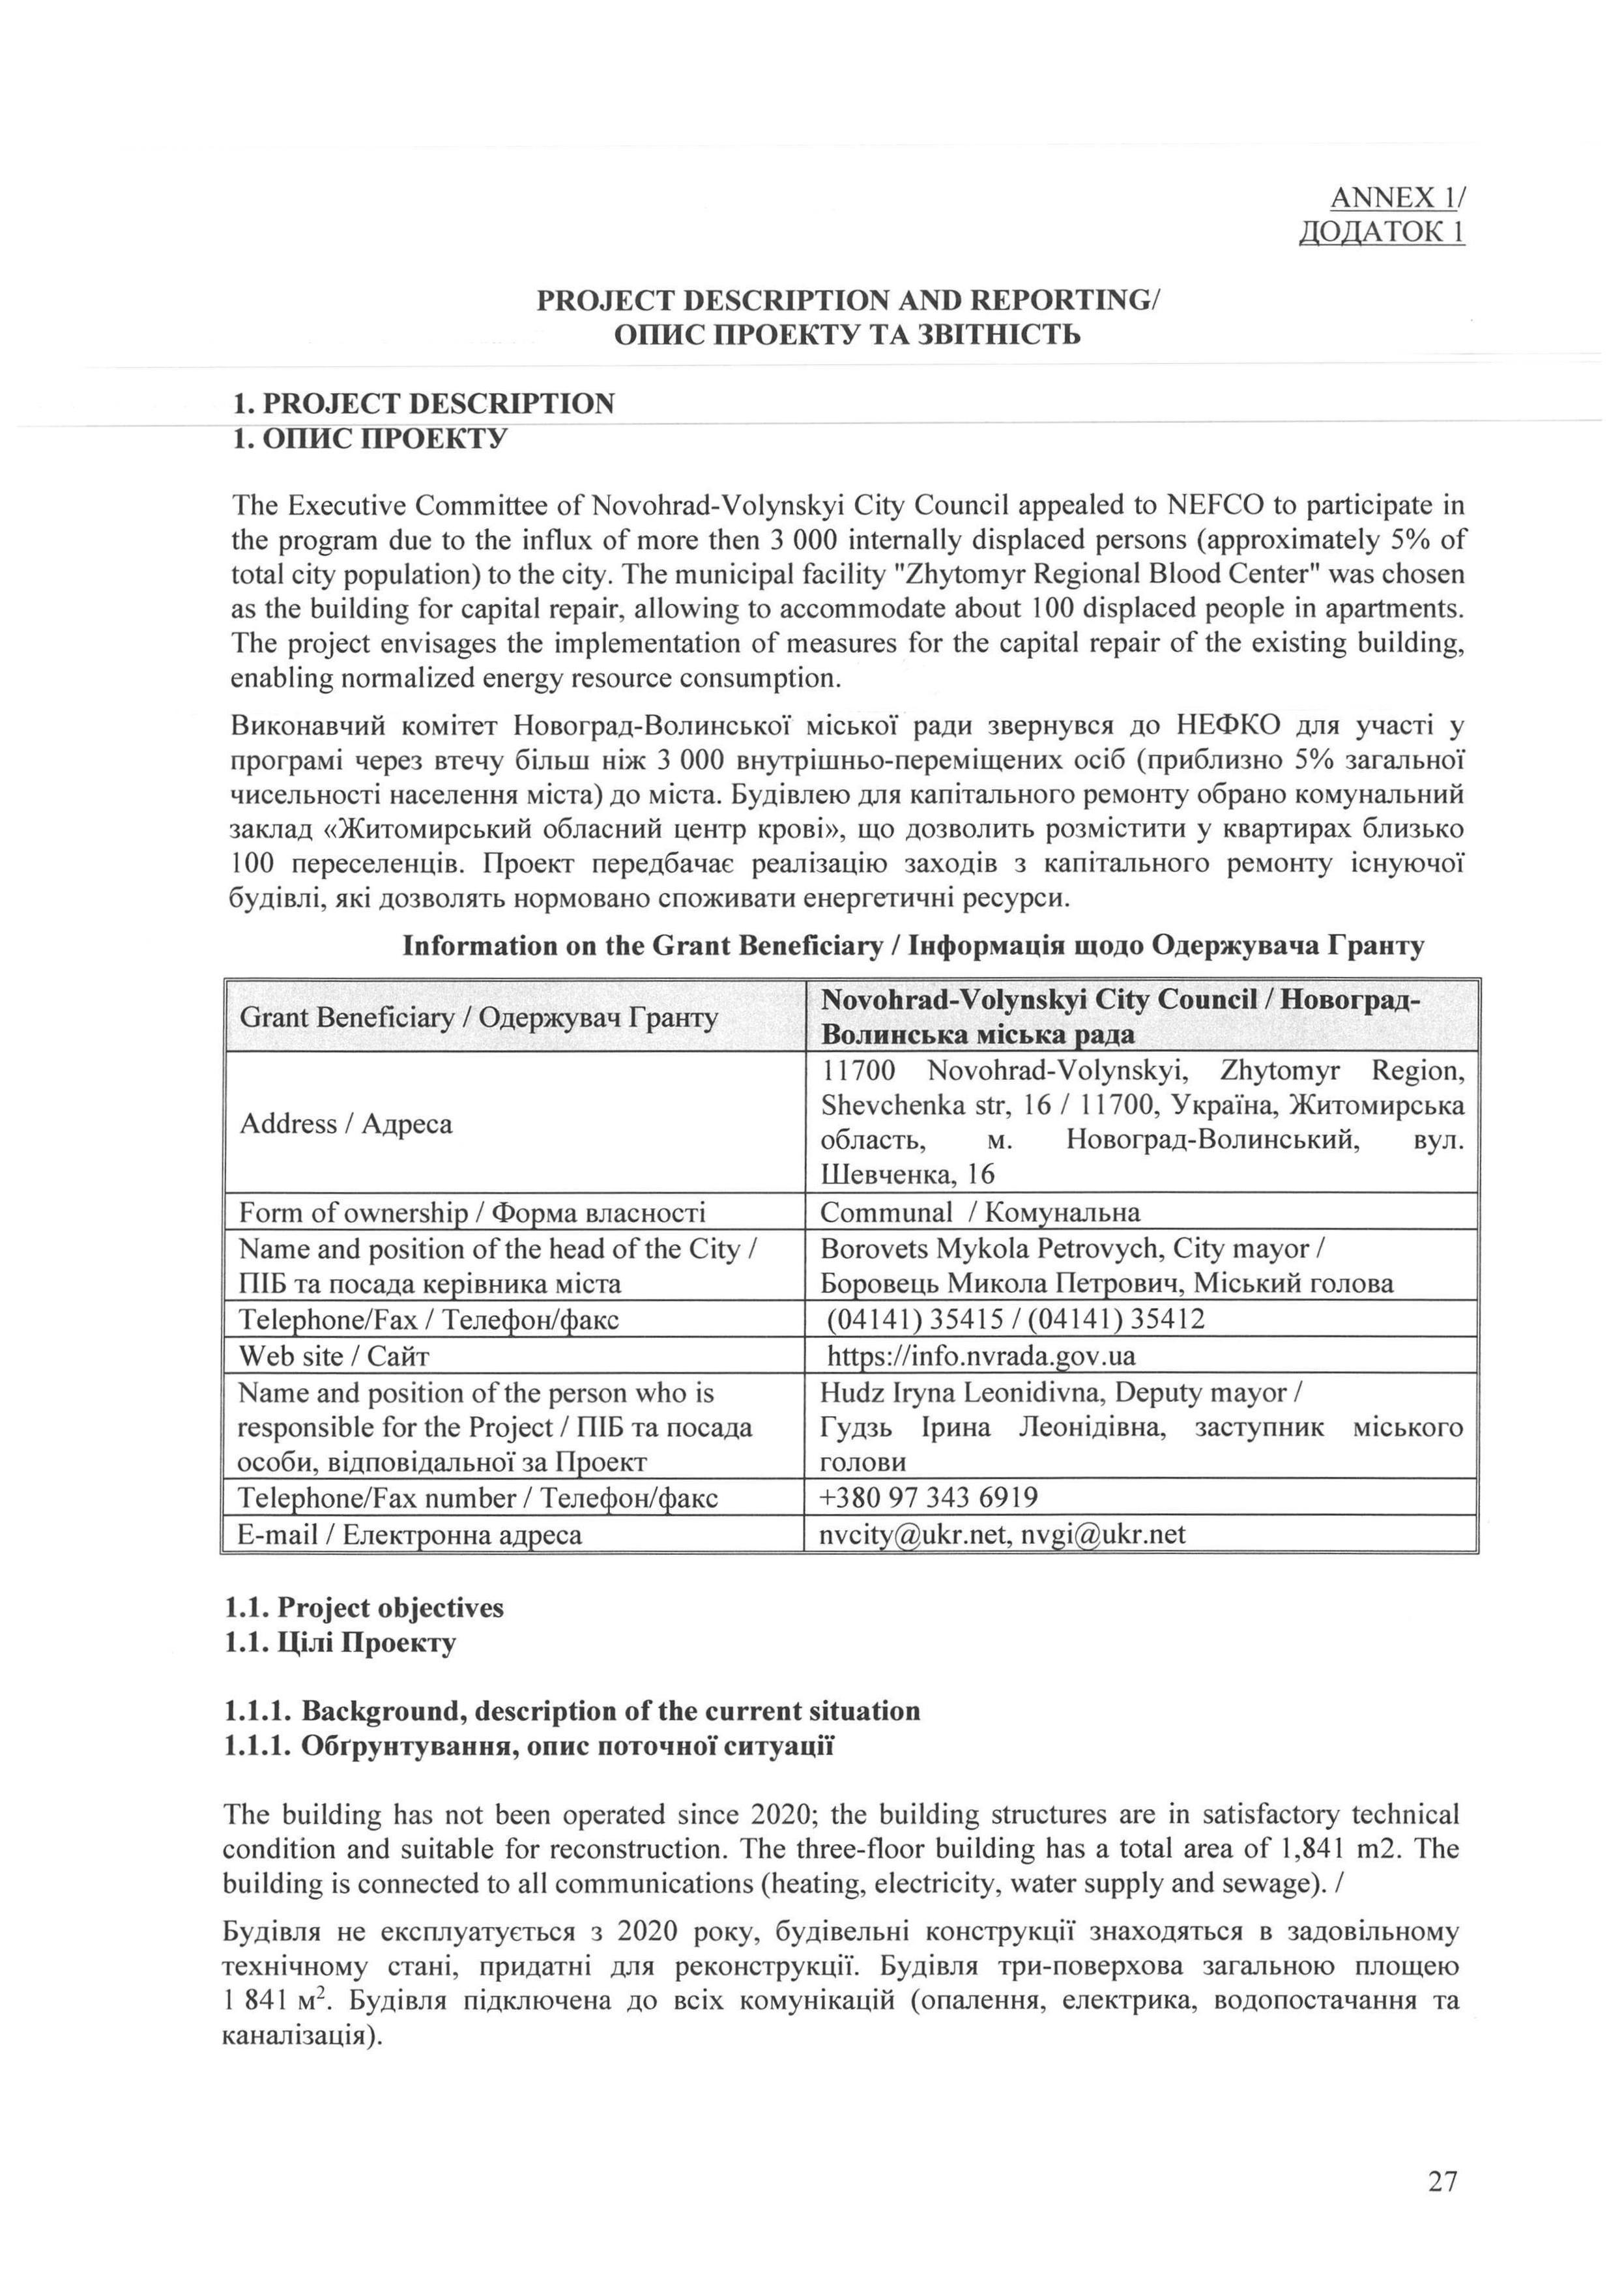 ANNEX 1/
ДОДАТОК 1
PROJECT DESCRIPTION AND REPORTING/
ОПИС ПРОЕКТУ ТА ЗВІТНІСТЬ
1. PROJECT DESCRIPTION
1. ОПИС ПРОЕКТУ
The Executive Committee of Novohrad-Volynskyi City Council appealed to NEFCO to participate in
the program due to the influx of more then 3 000 internally displaced persons (approximately 5% of
total city population) to the city. The municipal facility "Zhytomyr Regional Blood Center" was chosen
as the building for capital repair, allowing to accommodate about 100 displaced people in apartments.
The project envisages the implementation of measures for the capital repair of the existing building,
enabling normalized energy resource consumption.
Виконавчий комітет Новоград-Волинської міської ради звернувся до НЕФКО для участі у
програмі через втечу більш ніж 3 000 внутрішньо-переміщених осіб (приблизно 5% загальної
чисельності населення міста) до міста. Будівлею для капітального ремонту обрано комунальний
заклад «Житомирський обласний центр крові», що дозволить розмістити у квартирах близько
100 переселенців. Проект передбачає реалізацію заходів з капітального ремонту існуючої
будівлі, які дозволять нормовано споживати енергетичні ресурси.
Information on the Grant Beneficiary / Інформація щодо Одержувача Гранту
Grant Beneficiary / Одержувач Гранту
Novohrad-Volynskyi City Council / Новоград-
Волинська міська рада
Address / Адреса
11700 Novohrad-Volynskyi, Zhytomyr Region,
Shevchenka str, 16 / 11700, Україна, Житомирська
область, м. Новоград-Волинський, вул.
Шевченка, 16
Form of ownership / Форма власності
Communal / Комунальна
Name and position of the head of the City /
ПІБ та посада керівника міста
Borovets Mykola Petrovych, City mayor /
Боровець Микола Петрович, Міський голова
Telephone/Fax / Телефон/факс
(04141) 35415 / (04141) 35412
Web site / Сайт
https://info.nvrada.gov.ua
Name and position of the person who is
responsible for the Project / ПІБ та посада
особи, відповідальної за Проект
Hudz Iryna Leonidivna, Deputy mayor /
Гудзь Ірина Леонідівна, заступник міського
голови
Telephone/Fax number / Телефон/факс
+380 97 343 6919
E-mail / Електронна адреса
nvcity@ukr.net, nvgi@ukr.net
1.1. Project objectives
1.1. Цілі Проекту
1.1.1. Background, description of the current situation
1.1.1. Обґрунтування, опис поточної ситуації
The building has not been operated since 2020; the building structures are in satisfactory technical
condition and suitable for reconstruction. The three-floor building has a total area of 1,841 m2. The
building is connected to all communications (heating, electricity, water supply and sewage). /
Будівля не експлуатується з 2020 року, будівельні конструкції знаходяться в задовільному
технічному стані, придатні для реконструкції. Будівля три-поверхова загальною площею
1 841 м². Будівля підключена до всіх комунікацій (опалення, електрика, водопостачання та
каналізація).
27